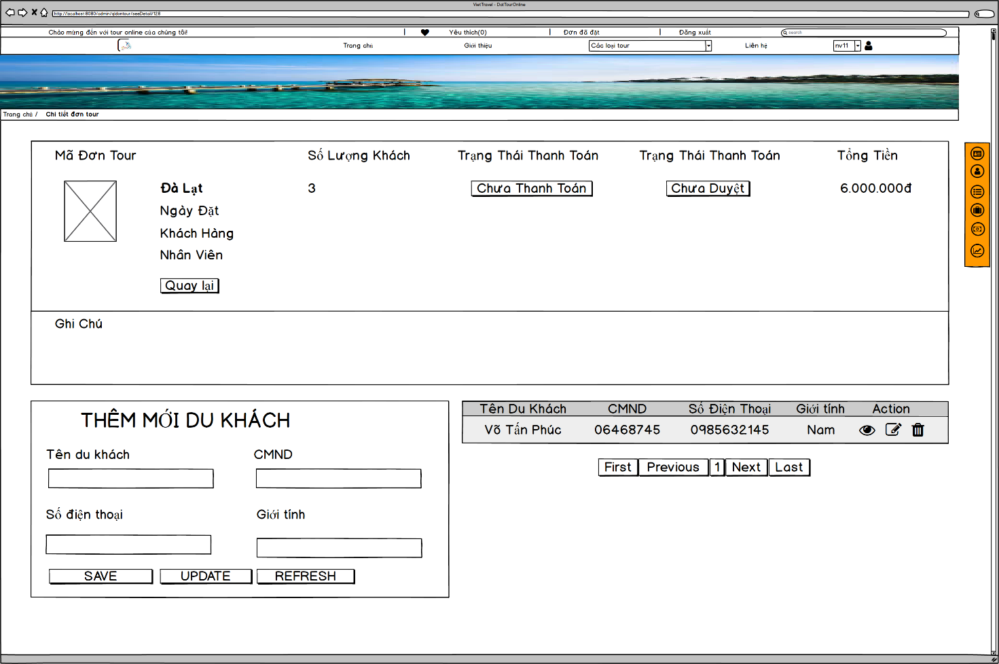 VietTravel - DatTourOnline
http://localhost:8080/admin/qldontour/seeDetail/128
Chào mừng đến với tour online của chúng tôi!
Yêu thích(0)
Đơn đã đặt
Đăng xuất
search
Trang chủ
Giới thiệu
Các loại tour
Liên hệ
nv11
Trang chủ / Chi tiết đơn tour
Mã Đơn Tour
Số Lượng Khách
Trạng Thái Thanh Toán
Trạng Thái Thanh Toán
Tổng Tiền
Đà Lạt
3
Chưa Thanh Toán
Chưa Duyệt
6.000.000đ
Ngày Đặt
Khách Hàng
Nhân Viên
Quay lại
Ghi Chú
THÊM MỚI DU KHÁCH
Tên du khách
CMND
Số điện thoại
Giới tính
SAVE
UPDATE
REFRESH
Tên Du Khách
CMND
Số Điện Thoại
Giới tính
Action
Võ Tấn Phúc
06468745
0985632145
Nam
First
Previous
1
Next
Last